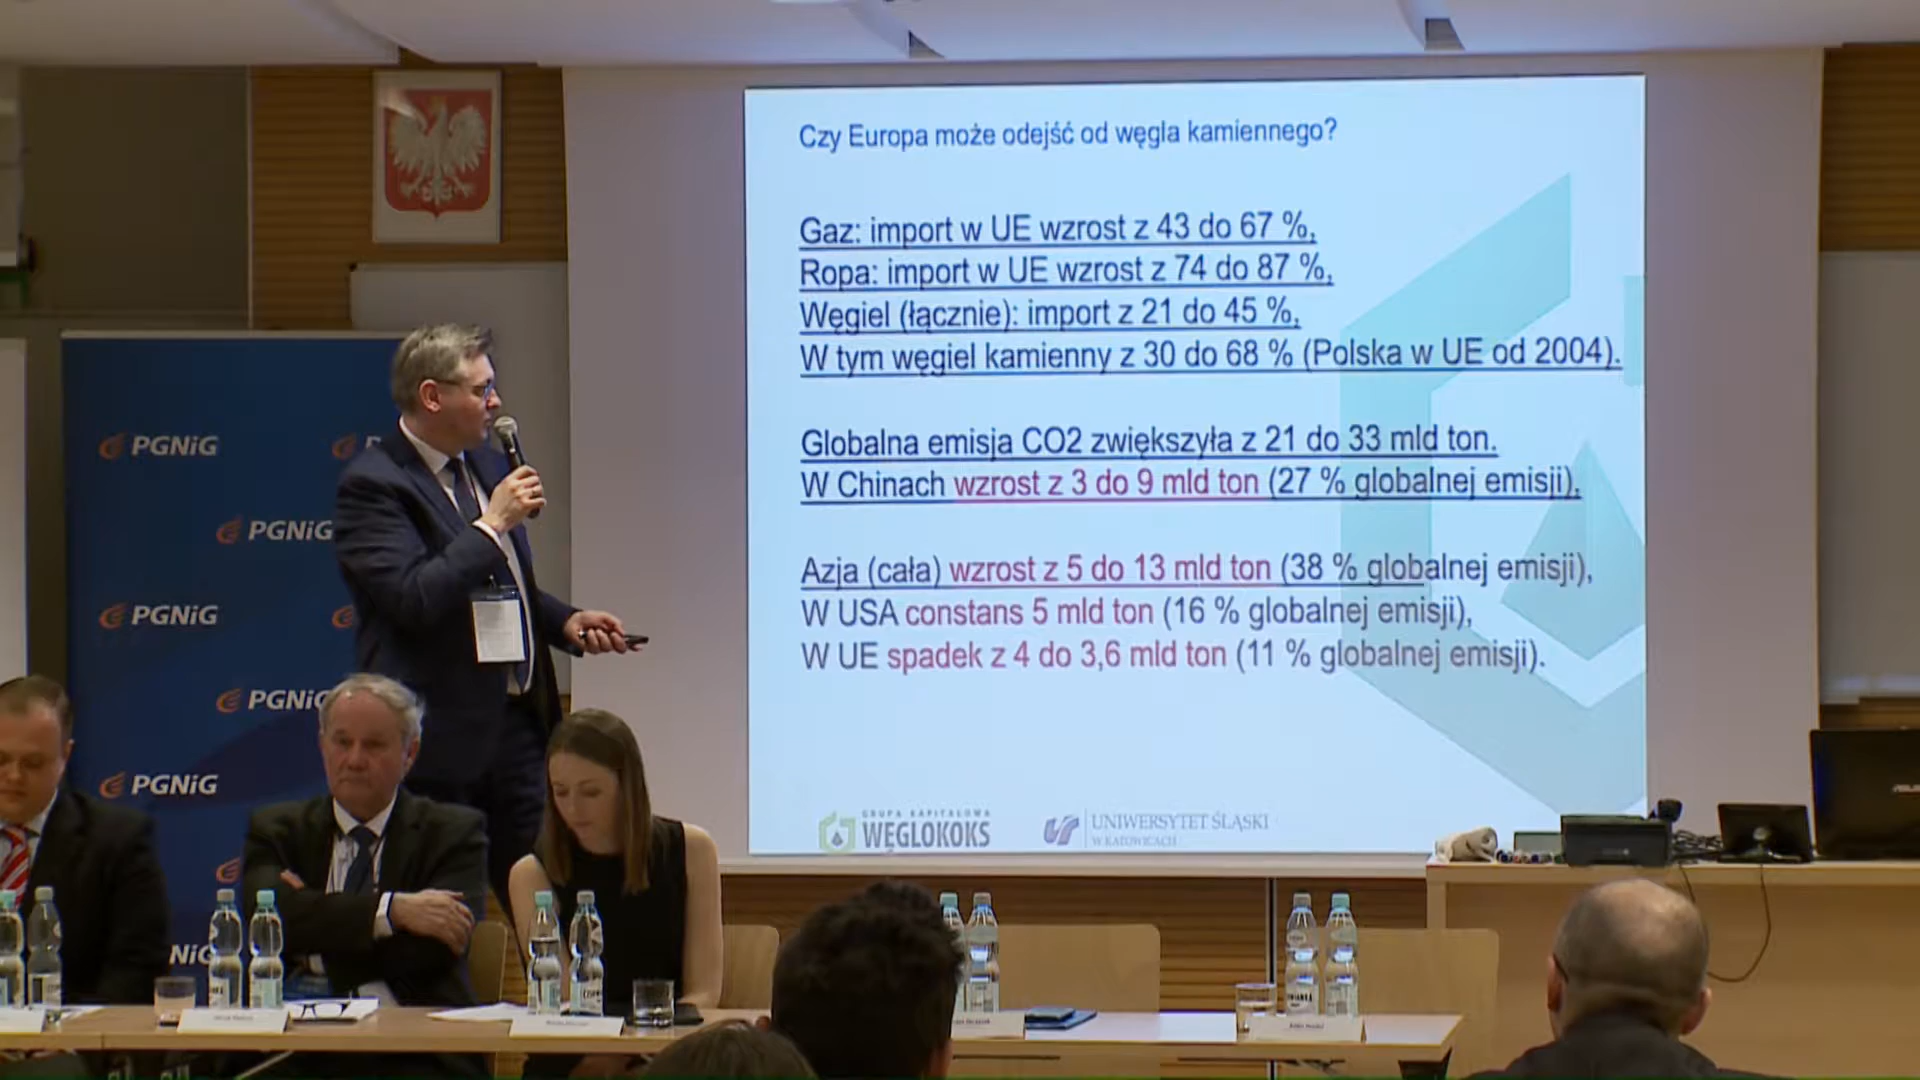 Czy Europa może odejść od węgla kamiennego?
Gaz: import w UE wzrost z 43 do 67 %,
Ropa: import w UE wzrost z 74 do 87 %,
Węgiel (łącznie): import z 21 do 45 %,
W tym węgiel kamienny z 30 do 68 % (Polska w UE od 2004).
Globalna emisja CO2 zwiększyła z 21 do 33 mld ton.
W Chinach wzrost z 3 do 9 mld ton (27 % globalnej emisji),
Azja (cała) wzrost z 5 do 13 mld ton (38 % globalnej emisji),
W USA constans 5 mld ton (16 % globalnej emisji),
W UE spadek z 4 do 3,6 mld ton (11 % globalnej emisji).
GRUPA KAPITAŁOWA
WĘGLOKOKS
UNIWERSYTET ŚLĄSKI
W KATOWICACH
PGNiG
PGNiG
PGNiG
PGNiG
PGNiG